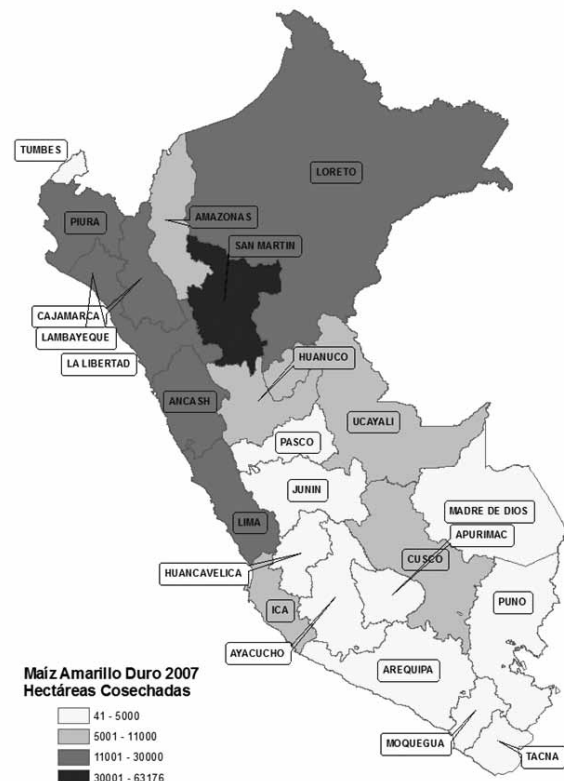 TUMBES
LORETO
PIURA
AMAZONAS
SAN MARTIN
CAJAMARCA
LAMBAYEQUE
LA LIBERTAD
HUANUCO
ANCASH
UCAYALI
PASCO
JUNIN
MADRE DE DIOS
LIMA
APURIMAC
CUSCO
HUANCAVELICA
PUNO
ICA
AYACUCHO
AREQUIPA
MOQUEGUA
TACNA
Maíz Amarillo Duro 2007
Hectáreas Cosechadas
41 - 5000
5001 - 11000
11001 - 30000
30001 - 63176